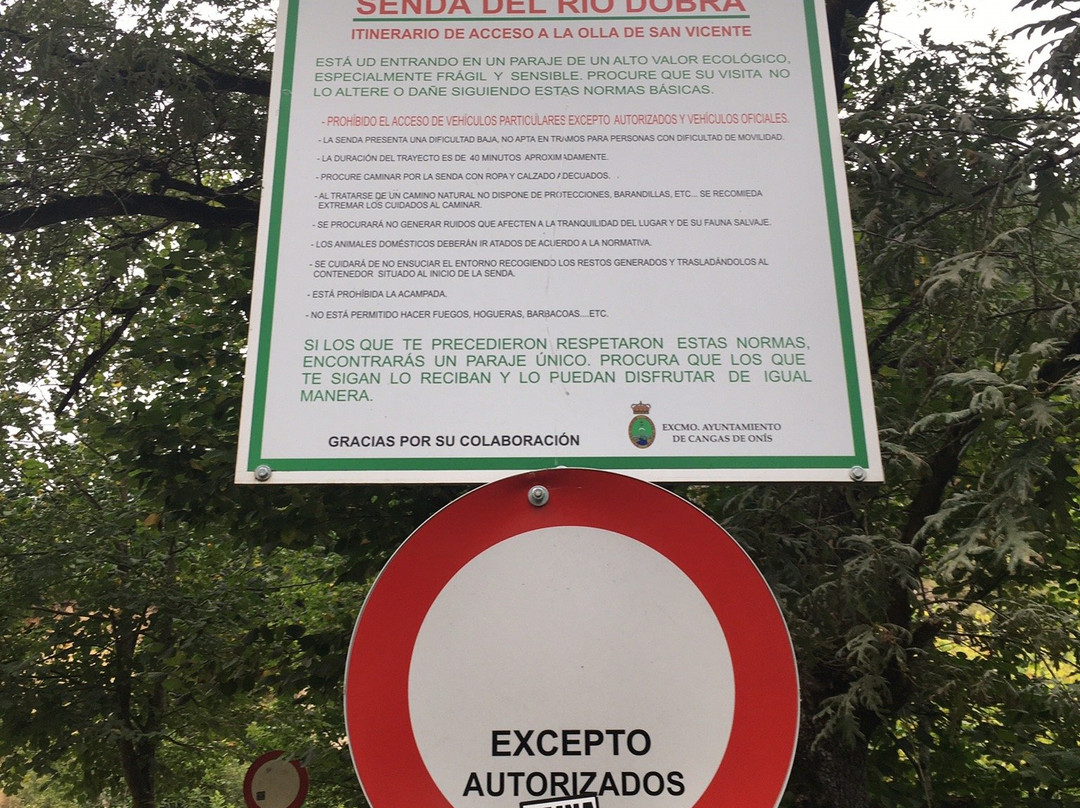 SENDA DEL RIO DOBRA
ITINERARIO DE ACCESO A LA OLLA DE SAN VICENTE
ESTÁ UD ENTRANDO EN UN PARAJE DE UN ALTO VALOR ECOLÓGICO,
ESPECIALMENTE FRÁGIL Y SENSIBLE. PROCURE QUE SU VISITA NO
LO ALTERE O DAÑE SIGUIENDO ESTAS NORMAS BÁSICAS.
- PROHÍBIDO EL ACCESO DE VEHÍCULOS PARTICULARES EXCEPTO AUTORIZADOS Y VEHÍCULOS OFICIALES.
- LA SENDA PRESENTA UNA DIFICULTAD BAJA, NO APTA EN TRAMOS PARA PERSONAS CON DIFICULTAD DE MOVILIDAD.
- LA DURACIÓN DEL TRAYECTO ES DE 40 MINUTOS APROXIMADAMENTE.
- PROCURE CAMINAR POR LA SENDA CON ROPA Y CALZADO ADECUADOS.
- AL TRATARSE DE UN CAMINO NATURAL NO DISPONE DE PROTECCIONES, BARANDILLAS, ETC... SE RECOMIEDA
EXTREMAR LOS CUIDADOS AL CAMINAR.
- SE PROCURARÁ NO GENERAR RUIDOS QUE AFECTEN A LA TRANQUILIDAD DEL LUGAR Y DE SU FAUNA SALVAJE.
- LOS ANIMALES DOMÉSTICOS DEBERÁN IR ATADOS DE ACUERDO A LA NORMATIVA.
- SE CUIDARÁ DE NO ENSUCIAR EL ENTORNO RECOGIENDO LOS RESTOS GENERADOS Y TRASLADÁNDOLOS AL
CONTENEDOR SITUADO AL INICIO DE LA SENDA.
- ESTÁ PROHÍBIDA LA ACAMPADA.
- NO ESTÁ PERMITIDO HACER FUEGOS, HOGUERAS, BARBACOAS....ETC.
SI LOS QUE TE PRECEDIERON RESPETARON ESTAS NORMAS,
ENCONTRARÁS UN PARAJE ÚNICO. PROCURA QUE LOS QUE
TE SIGAN LO RECIBAN Y LO PUEDAN DISFRUTAR DE IGUAL
MANERA.
GRACIAS POR SU COLABORACIÓN
EXCMO. AYUNTAMIENTO
DE CANGAS DE ONÍS
EXCEPTO
AUTORIZADOS